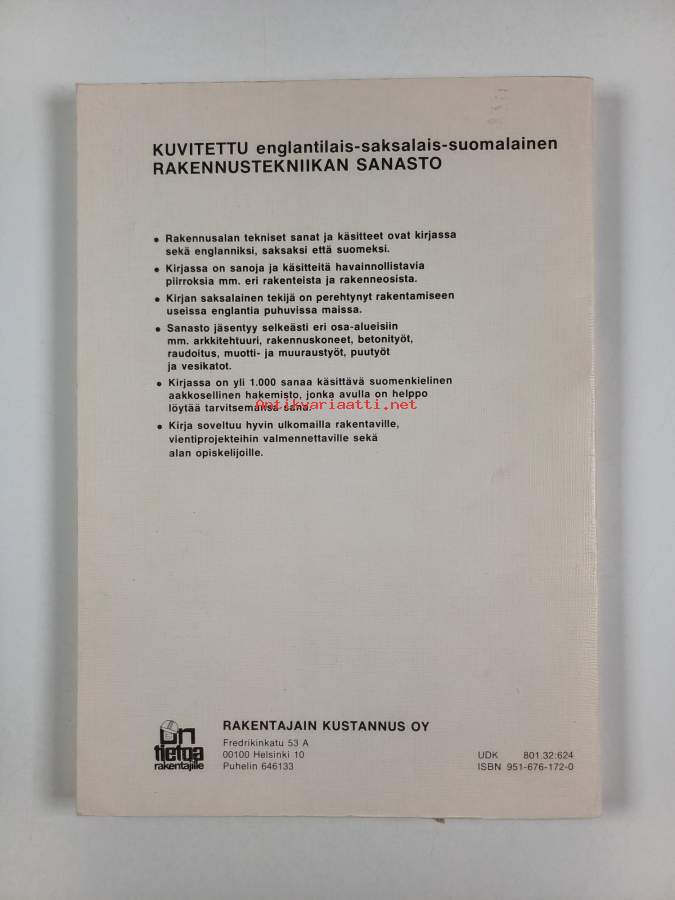 KUVITETTU englantilais-saksalais-suomalainen
RAKENNUSTEKNIIKAN SANASTO
• Rakennusalan tekniset sanat ja käsitteet ovat kirjassa
sekä englanniksi, saksaksi että suomeksi.
• Kirjassa on sanoja ja käsitteitä havainnollistavia
piirroksia mm. eri rakenteista ja rakenneosista.
• Kirjan saksalainen tekijä on perehtynyt rakentamiseen
useissa englantia puhuvissa maissa.
• Sanasto jäsentyy selkeästi eri osa-alueisiin
mm. arkkitehtuuri, rakennuskoneet, betonityöt,
raudoitus, muotti- ja muuraustyöt, puutyöt
ja vesikatot.
• Kirjassa on yli 1.000 sanaa käsittävä suomenkielinen
aakkosellinen hakemisto, jonka avulla on helppo
löytää tarvitsemansa sana.
Antikvariaatti.net
• Kirja soveltuu hyvin ulkomailla rakentaville,
vientiprojekteihin valmennettaville sekä
alan opiskelijoille.
on
tietoa
rakentajille
RAKENTAJAIN KUSTANNUS OY
Fredrikinkatu 53 A
00100 Helsinki 10
Puhelin 646133
UDK 801.32:624
ISBN 951-676-172-0